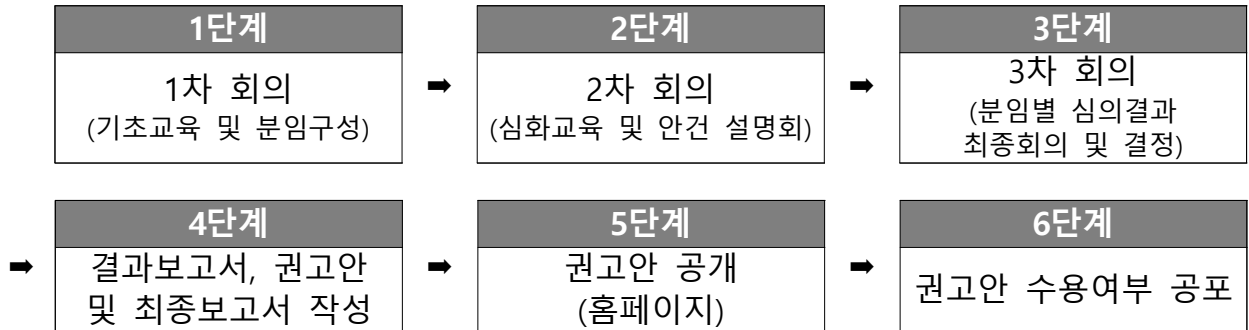 1단계
1차 회의
(기초교육 및 분임구성)
➡
2단계
2차 회의
(심화교육 및 안건 설명회)
➡
3단계
3차 회의
(분임별 심의결과
최종회의 및 결정)
➡
4단계
결과보고서, 권고안
및 최종보고서 작성
➡
5단계
권고안 공개
(홈페이지)
➡
6단계
권고안 수용여부 공포